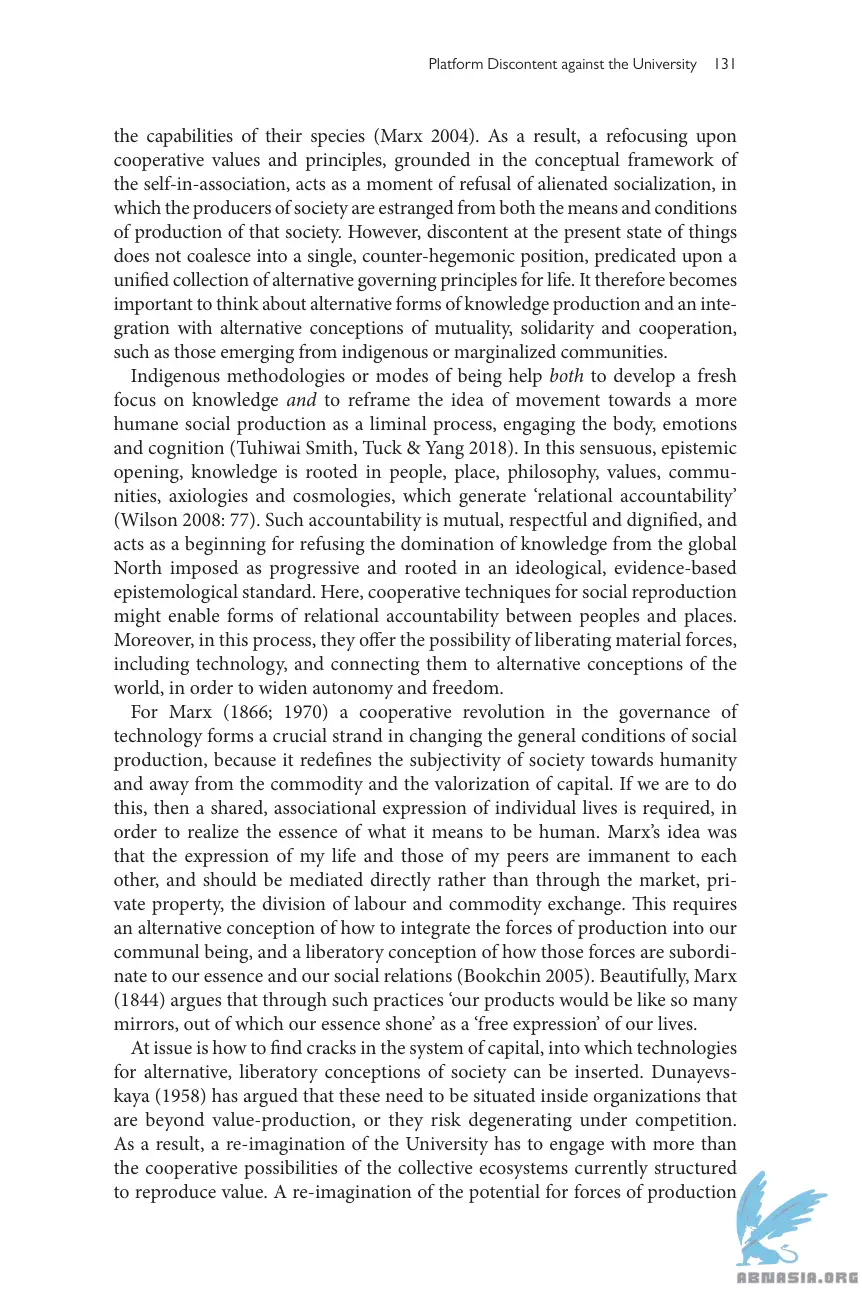 Platform Discontent against the University 131
the capabilities of their species (Marx 2004). As a result, a refocusing upon
cooperative values and principles, grounded in the conceptual framework of
the self-in-association, acts as a moment of refusal of alienated socialization, in
which the producers of society are estranged from both the means and conditions
of production of that society. However, discontent at the present state of things
does not coalesce into a single, counter-hegemonic position, predicated upon a
unified collection of alternative governing principles for life. It therefore becomes
important to think about alternative forms of knowledge production and an inte-
gration with alternative conceptions of mutuality, solidarity and cooperation,
such as those emerging from indigenous or marginalized communities.
Indigenous methodologies or modes of being help both to develop a fresh
focus on knowledge and to reframe the idea of movement towards a more
humane social production as a liminal process, engaging the body, emotions
and cognition (Tuhiwai Smith, Tuck & Yang 2018). In this sensuous, epistemic
opening, knowledge is rooted in people, place, philosophy, values, commu-
nities, axiologies and cosmologies, which generate ‘relational accountability’
(Wilson 2008: 77). Such accountability is mutual, respectful and dignified, and
acts as a beginning for refusing the domination of knowledge from the global
North imposed as progressive and rooted in an ideological, evidence-based
epistemological standard. Here, cooperative techniques for social reproduction
might enable forms of relational accountability between peoples and places.
Moreover, in this process, they offer the possibility of liberating material forces,
including technology, and connecting them to alternative conceptions of the
world, in order to widen autonomy and freedom.
For Marx (1866; 1970) a cooperative revolution in the governance of
technology forms a crucial strand in changing the general conditions of social
production, because it redefines the subjectivity of society towards humanity
and away from the commodity and the valorization of capital. If we are to do
this, then a shared, associational expression of individual lives is required, in
order to realize the essence of what it means to be human. Marx’s idea was
that the expression of my life and those of my peers are immanent to each
other, and should be mediated directly rather than through the market, pri-
vate property, the division of labour and commodity exchange. This requires
an alternative conception of how to integrate the forces of production into our
communal being, and a liberatory conception of how those forces are subordi-
nate to our essence and our social relations (Bookchin 2005). Beautifully, Marx
(1844) argues that through such practices ‘our products would be like so many
mirrors, out of which our essence shone’ as a ‘free expression’ of our lives.
At issue is how to find cracks in the system of capital, into which technologies
for alternative, liberatory conceptions of society can be inserted. Dunayevs-
kaya (1958) has argued that these need to be situated inside organizations that
are beyond value-production, or they risk degenerating under competition.
As a result, a re-imagination of the University has to engage with more than
the cooperative possibilities of the collective ecosystems currently structured
to reproduce value. A re-imagination of the potential for forces of production
ABNASIA.ORG